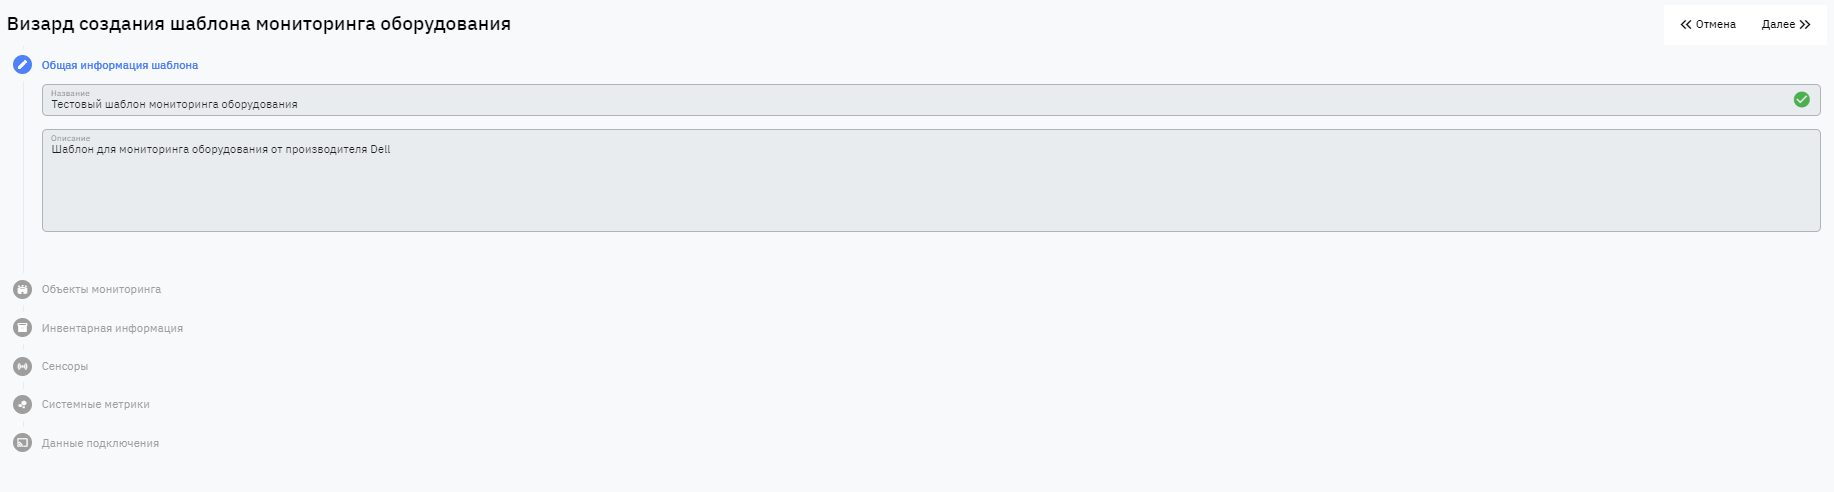 Визард создания шаблона мониторинга оборудования
Отмена
Далее
Общая информация шаблона
Название
Тестовый шаблон мониторинга оборудования
Описание
Шаблон для мониторинга оборудования от производителя Dell
Объекты мониторинга
Инвентарная информация
Сенсоры
Системные метрики
Данные подключения